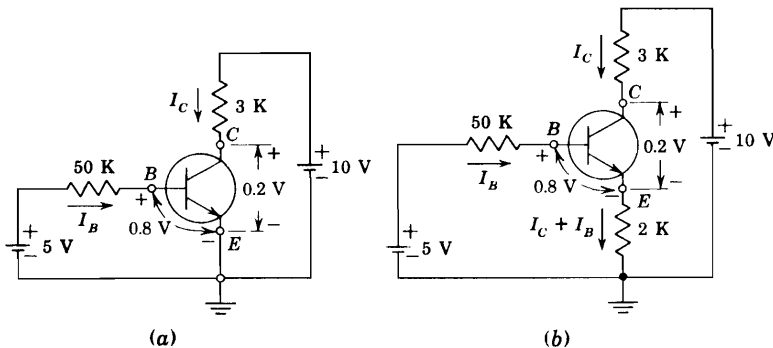 I_C
3 K
C
+
50 K
B
0.2 V
+
10 V
−
I_B
+
0.8 V
−
−
E
+
5 V
−
(a)
I_C
3 K
C
+
50 K
B
0.2 V
+
10 V
−
I_B
+
0.8 V
−
−
E
I_C + I_B
2 K
+
5 V
−
(b)